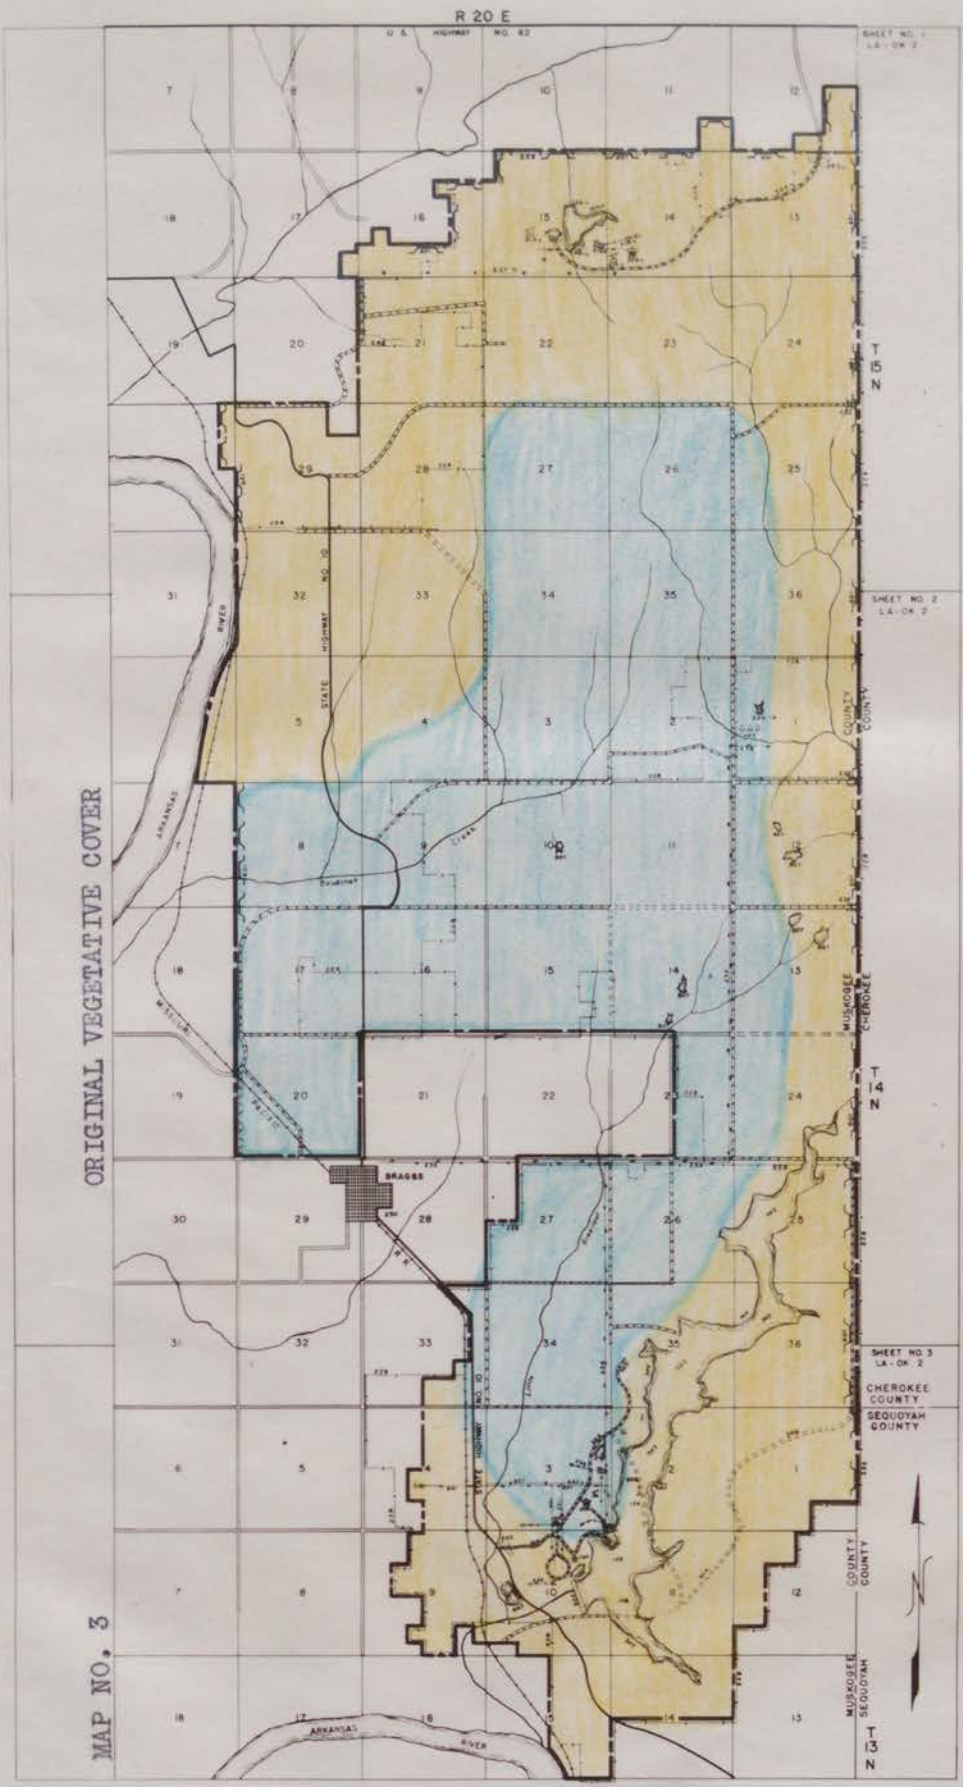 R 20 E
U. S. HIGHWAY NO. 62
SHEET NO. 1
LA-OK 2
7 8 9 10 11 12
18 17 16 15 14 13
19 20 21 22 23 24
T
15
N
29 28 27 26 25
31 32 33 34 35 36
RIVER
STATE HIGHWAY NO. 10
SHEET NO. 2
LA-OK 2
5 4 3 2 1
COUNTY
COUNTY
ARKANSAS
7 8 9 10 11
Creek
18 17 16 15 14 13
MISSOURI
PACIFIC
MUSKOGEE
CHEROKEE
19 20 21 22 23 24
T
14
N
BRAGGS
30 29 28 27 26 25
R. R.
31 32 33 34 35 36
Little
SHEET NO. 3
LA-OK 2
CHEROKEE
COUNTY
SEQUOYAH
COUNTY
STATE HIGHWAY NO. 10
6 5 4 3 2 1
7 8 9 10 11 12
COUNTY
COUNTY
MUSKOGEE
SEQUOYAH
18 17 16 15 14 13
ARKANSAS RIVER
T
13
N
MAP NO. 3
ORIGINAL VEGETATIVE COVER